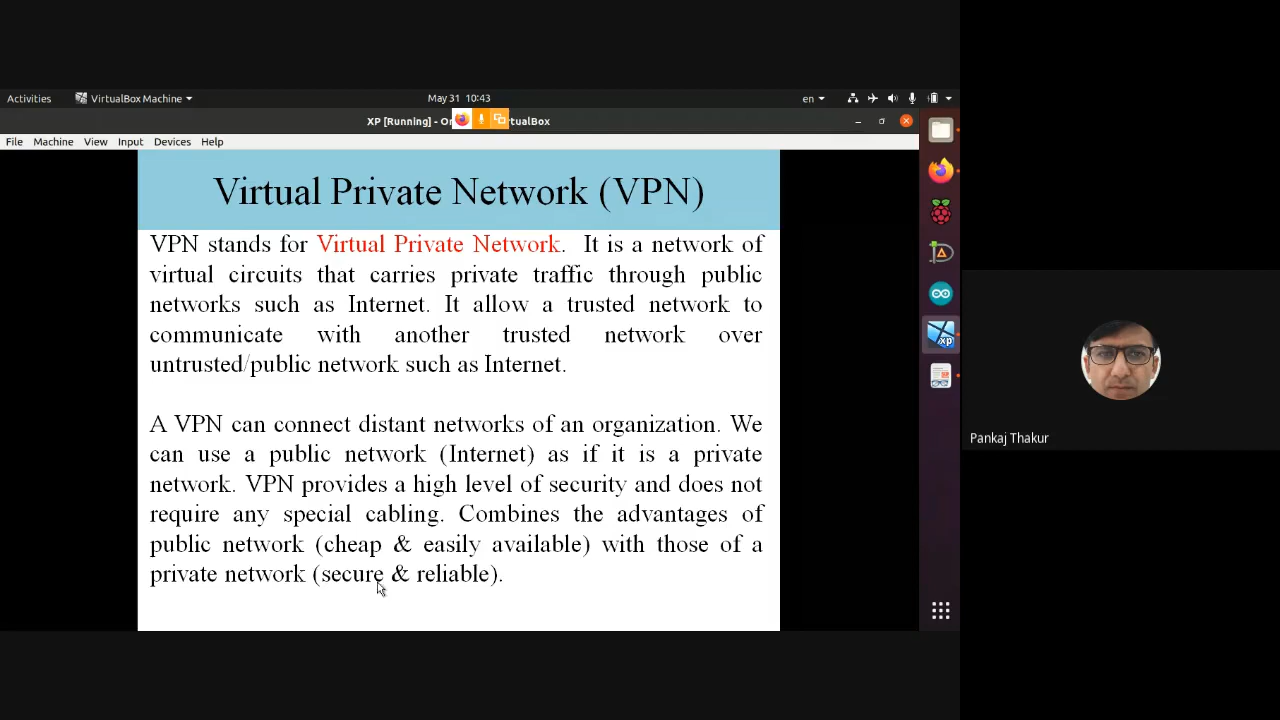 Activities VirtualBox Machine May 31 10:43 en
XP [Running] - Or rtualBox
File Machine View Input Devices Help
Virtual Private Network (VPN)
VPN stands for Virtual Private Network. It is a network of
virtual circuits that carries private traffic through public
networks such as Internet. It allow a trusted network to
communicate with another trusted network over
untrusted/public network such as Internet.
A VPN can connect distant networks of an organization. We
can use a public network (Internet) as if it is a private
network. VPN provides a high level of security and does not
require any special cabling. Combines the advantages of
public network (cheap & easily available) with those of a
private network (secure & reliable).
xp
Pankaj Thakur